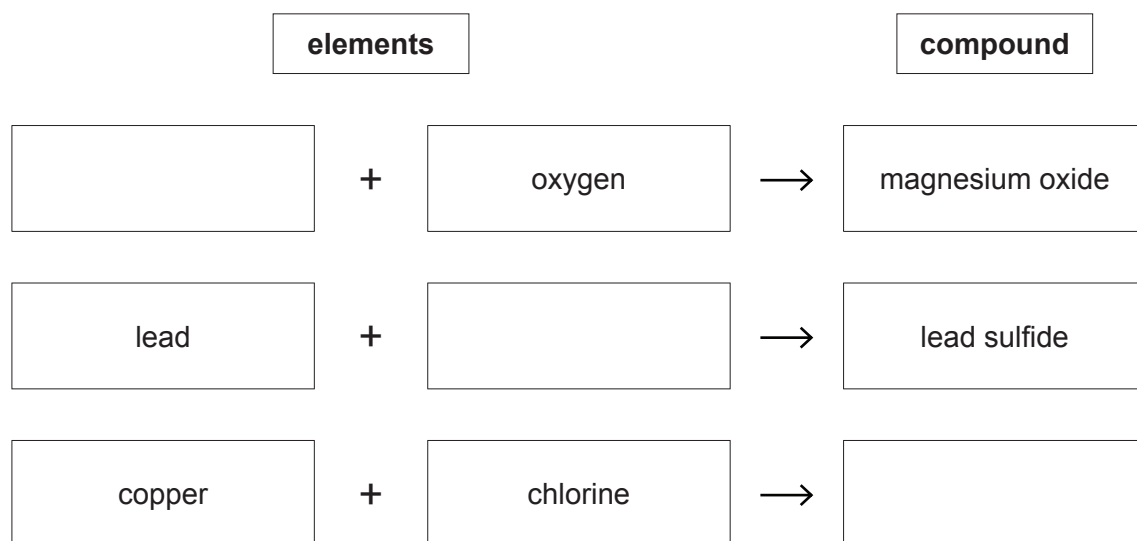 elements compound
+ oxygen → magnesium oxide
lead + → lead sulfide
copper + chlorine →